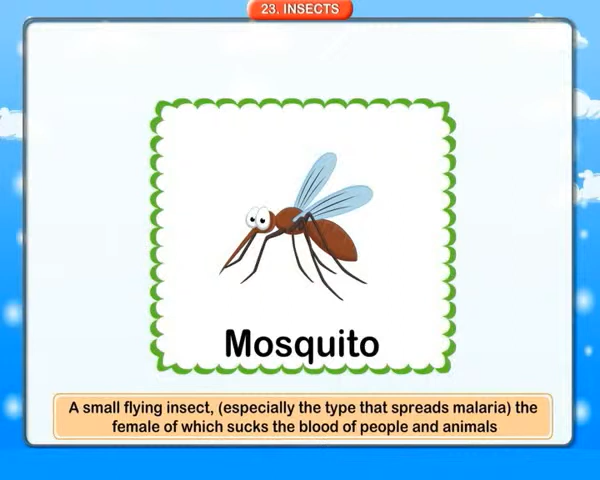 23. INSECTS
Mosquito
A small flying insect, (especially the type that spreads malaria) the
female of which sucks the blood of people and animals